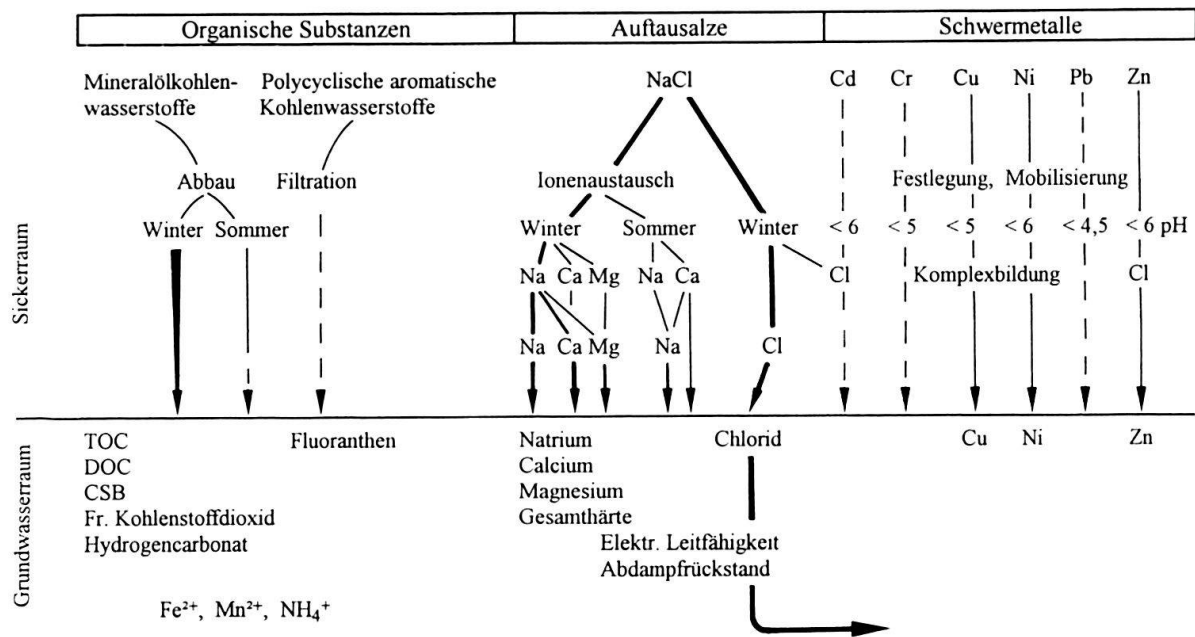 Organische Substanzen
Auftausalze
Schwermetalle
Mineralölkohlen-
wasserstoffe
Polycyclische aromatische
Kohlenwasserstoffe
NaCl
Cd Cr Cu Ni Pb Zn
Abbau
Filtration
Ionenaustausch
Festlegung, Mobilisierung
Winter Sommer
Winter Sommer Winter
< 6 < 5 < 5 < 6 < 4,5 < 6 pH
Na Ca Mg Na Ca Cl Komplexbildung Cl
Na Ca Mg Na Cl
Sickerraum
TOC
DOC
CSB
Fr. Kohlenstoffdioxid
Hydrogencarbonat
Fluoranthen
Natrium
Calcium
Magnesium
Gesamthärte
Chlorid
Cu Ni Zn
Elektr. Leitfähigkeit
Abdampfrückstand
Fe²⁺, Mn²⁺, NH₄⁺
Grundwasserraum